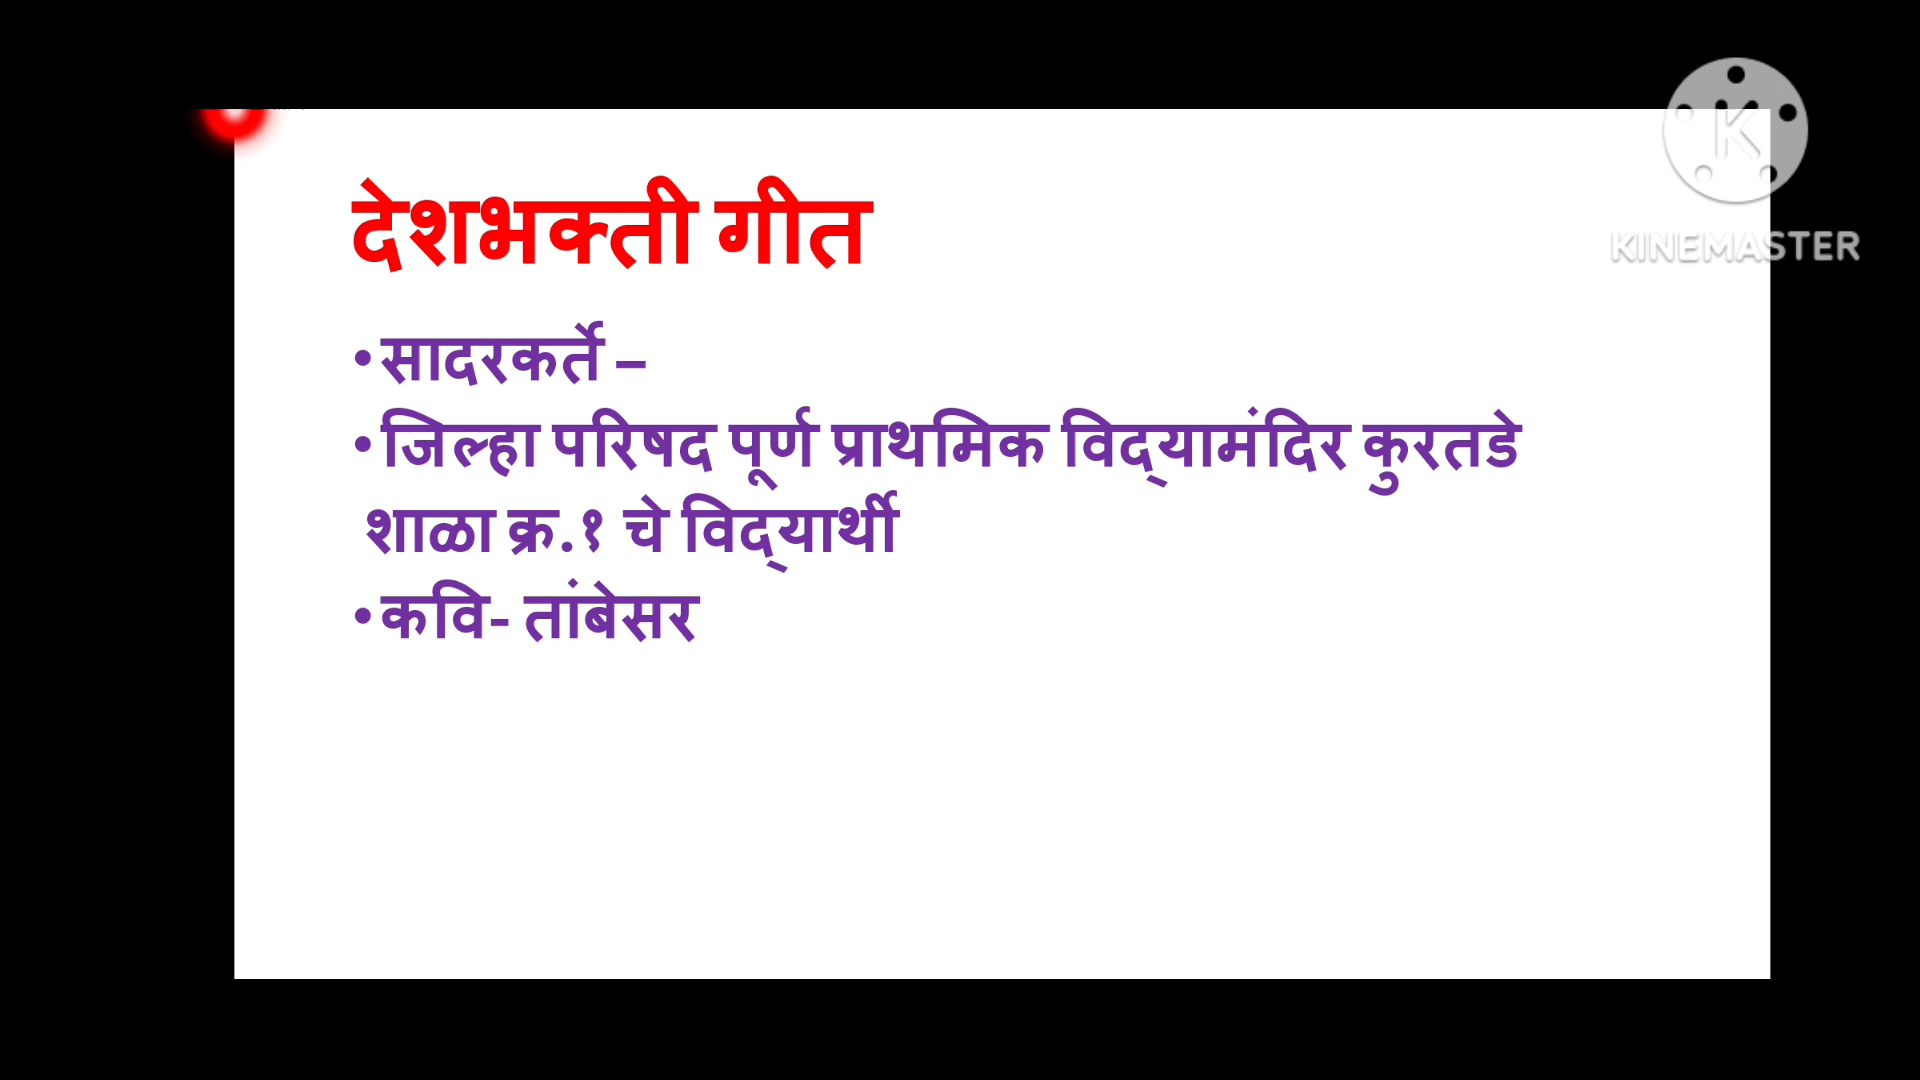 देशभक्ती गीत
•सादरकर्ते –
•जिल्हा परिषद पूर्ण प्राथमिक विद्‌यामंदिर कुरतडे
शाळा क्र.१ चे विद्‌यार्थी
•कवि- तांबेसर
K
KINEMASTER